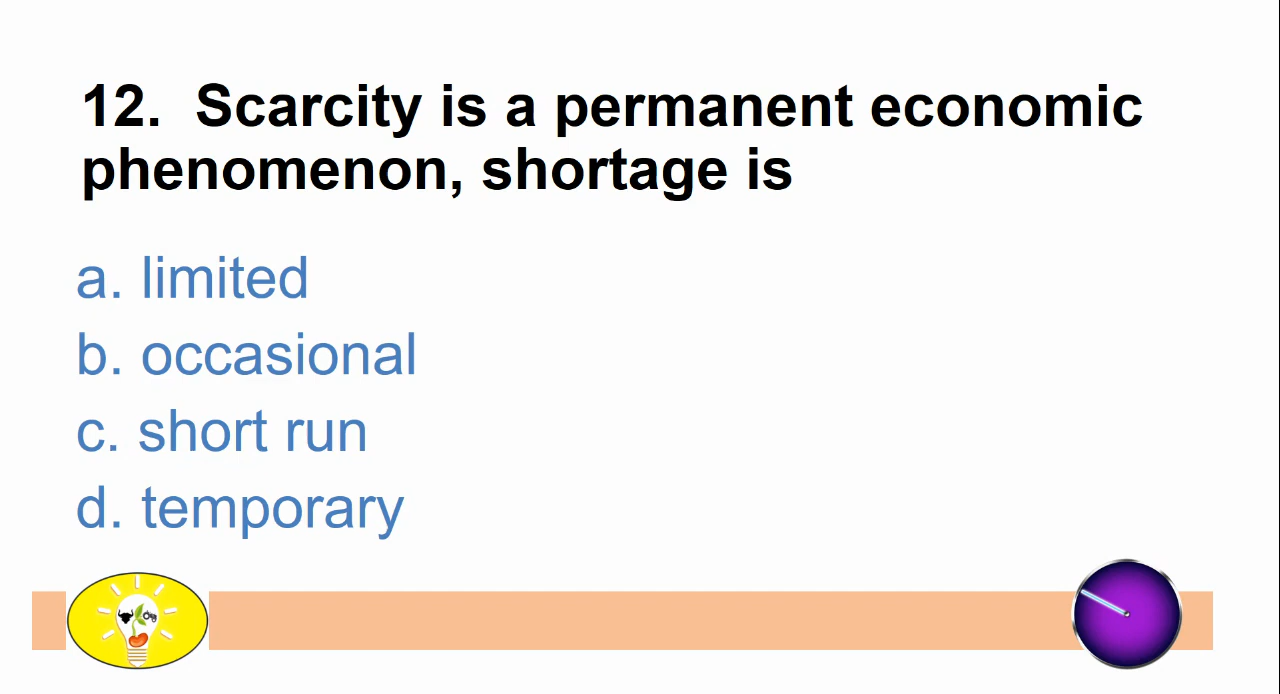 12.  Scarcity is a permanent economic
phenomenon, shortage is
a. limited
b. occasional
c. short run
d. temporary